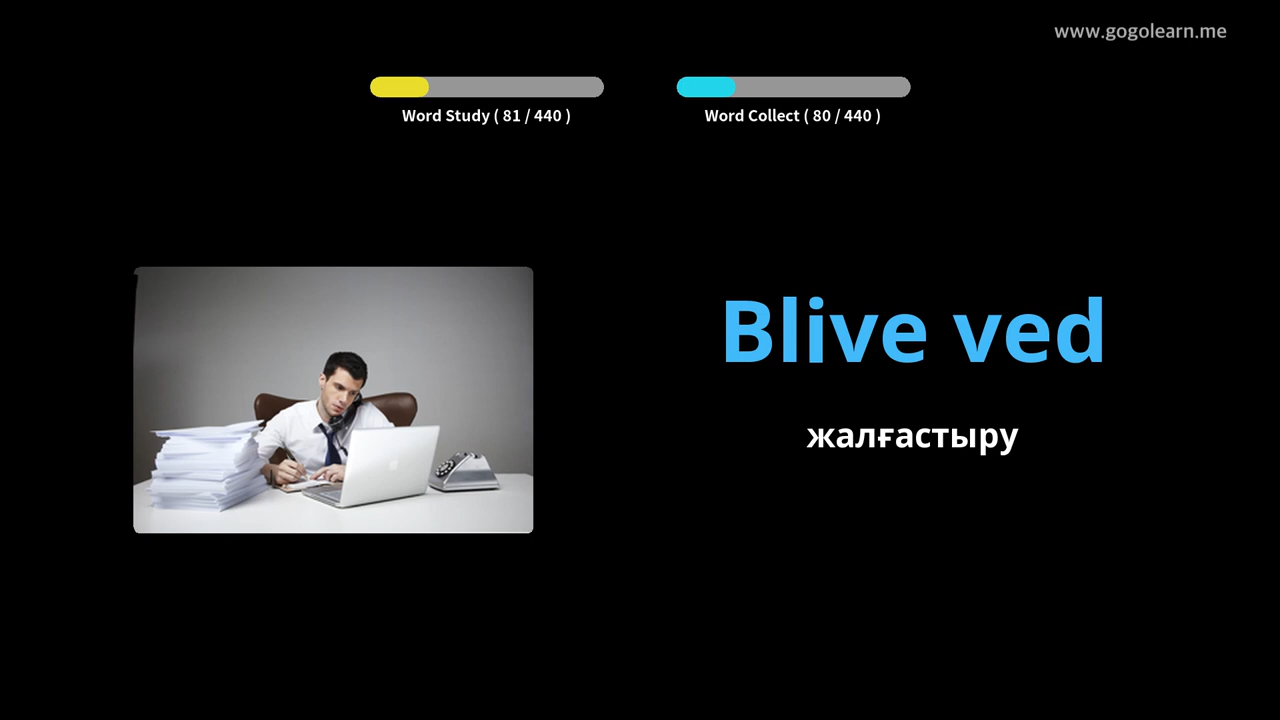 www.gogolearn.me
Word Study ( 81 / 440 )
Word Collect ( 80 / 440 )
Blive ved
жалғастыру